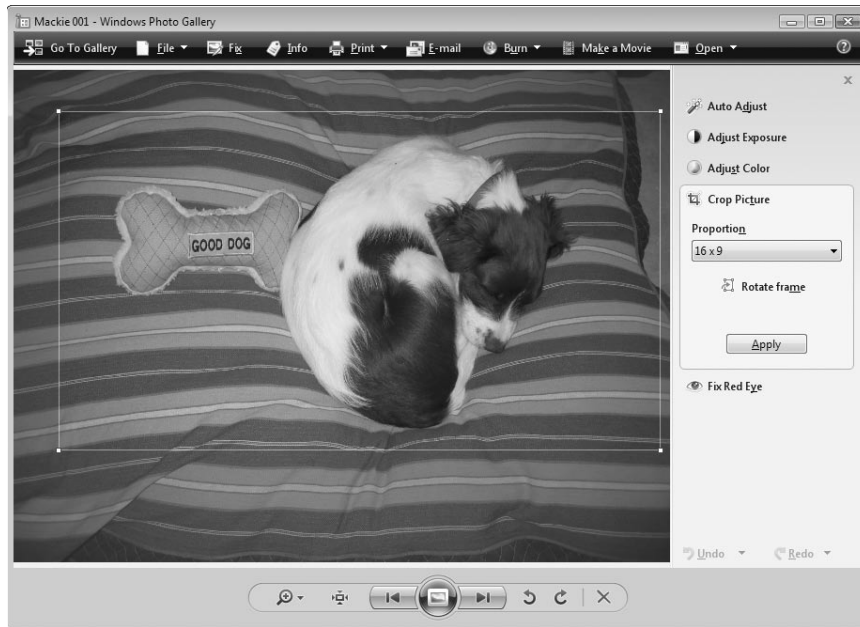 Mackie 001 - Windows Photo Gallery
Go To Gallery File Fix Info Print E-mail Burn Make a Movie Open
Auto Adjust
Adjust Exposure
Adjust Color
Crop Picture
Proportion
16 x 9
Rotate frame
Apply
Fix Red Eye
GOOD DOG
Undo Redo